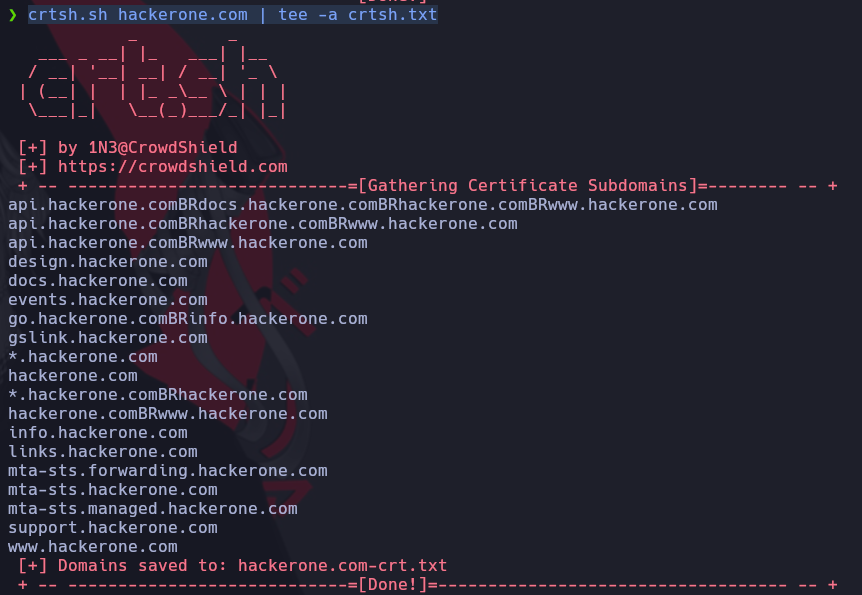 [Done!]
❯ crtsh.sh hackerone.com | tee -a crtsh.txt
               _         _
   ___ _ __| |_   ___| |__
  / __| '__| __| / __| '_ \
 | (__| |  | |_ _\__ \ | | |
  \___|_|   \__(_)___/_| |_|
[+] by 1N3@CrowdShield
[+] https://crowdshield.com
+ -- ----------------------------=[Gathering Certificate Subdomains]=-------- -- +
api.hackerone.comBRdocs.hackerone.comBRhackerone.comBRwww.hackerone.com
api.hackerone.comBRhackerone.comBRwww.hackerone.com
api.hackerone.comBRwww.hackerone.com
design.hackerone.com
docs.hackerone.com
events.hackerone.com
go.hackerone.comBRinfo.hackerone.com
gslink.hackerone.com
*.hackerone.com
hackerone.com
*.hackerone.comBRhackerone.com
hackerone.comBRwww.hackerone.com
info.hackerone.com
links.hackerone.com
mta-sts.forwarding.hackerone.com
mta-sts.hackerone.com
mta-sts.managed.hackerone.com
support.hackerone.com
www.hackerone.com
[+] Domains saved to: hackerone.com-crt.txt
+ -- ----------------------------=[Done!]=----------------------------------- -- +